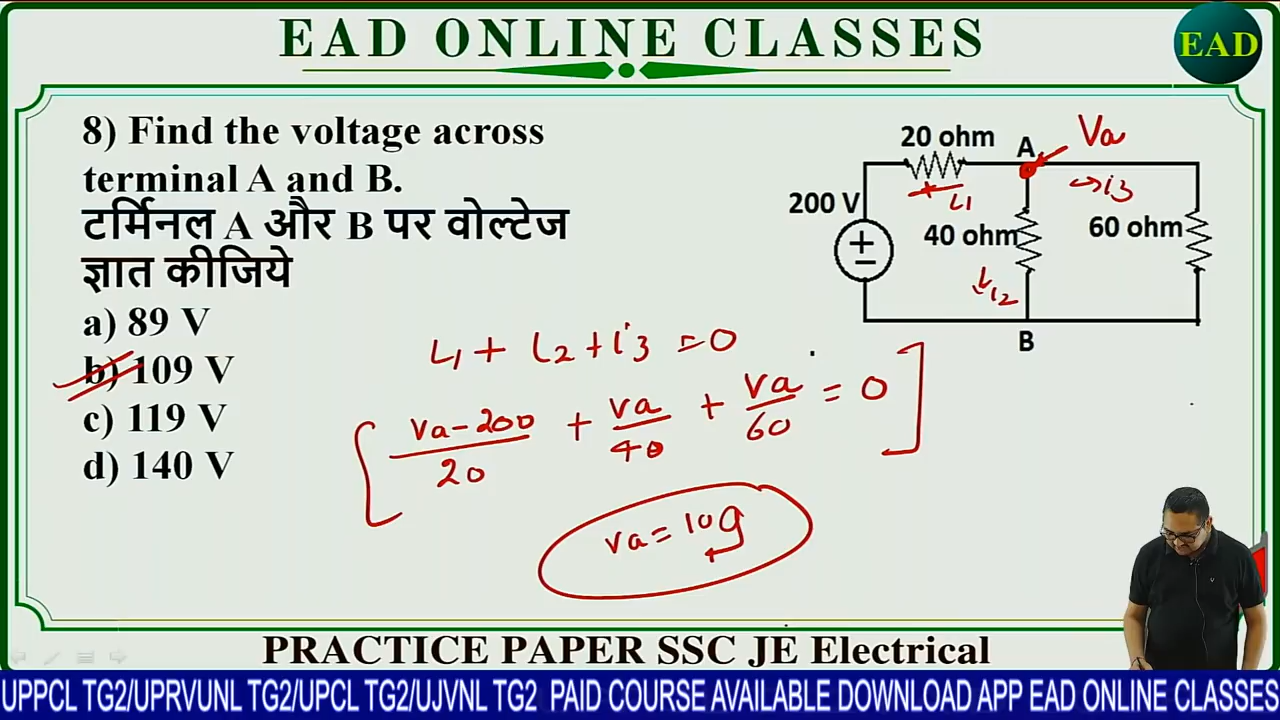 EAD ONLINE CLASSES
EAD
8) Find the voltage across
terminal A and B.
टर्मिनल A और B पर वोल्टेज
ज्ञात कीजिये
a) 89 V
b) 109 V
c) 119 V
d) 140 V
20 ohm
A
Va
i1
i3
200 V
40 ohm
60 ohm
i2
B
i1 + i2 + i3 = 0
Va-200/20 + Va/40 + Va/60 = 0
Va = 109
PRACTICE PAPER SSC JE Electrical
UPPCL TG2/UPRVUNL TG2/UPCL TG2/UJVNL TG2 PAID COURSE AVAILABLE DOWNLOAD APP EAD ONLINE CLASSES